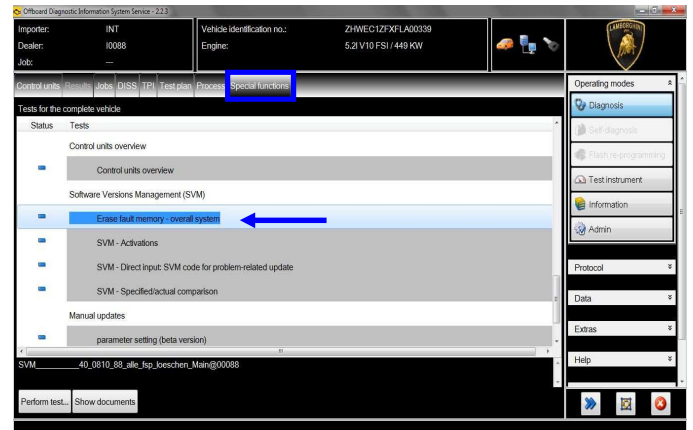 Offboard Diagnostic Information System Service - 2.2.3
Importer: INT
Dealer: I0088
Job: ---
Vehicle identification no.: ZHWEC1ZFXFLA00339
Engine: 5.2l V10 FSI / 449 KW
LAMBORGHINI
Control units Results Jobs DISS TPI Test plan Process Special functions
Tests for the complete vehicle
Status Tests
Control units overview
Control units overview
Software Versions Management (SVM)
Erase fault memory - overall system
SVM - Activations
SVM - Direct input: SVM code for problem-related update
SVM - Specified/actual comparison
Manual updates
parameter setting (beta version)
SVM______40_0810_88_alle_fsp_loeschen_Main@00088
Perform test... Show documents
Operating modes
Diagnosis
Self-diagnosis
Flash re-programming
Test instrument
Information
Admin
Protocol
Data
Extras
Help